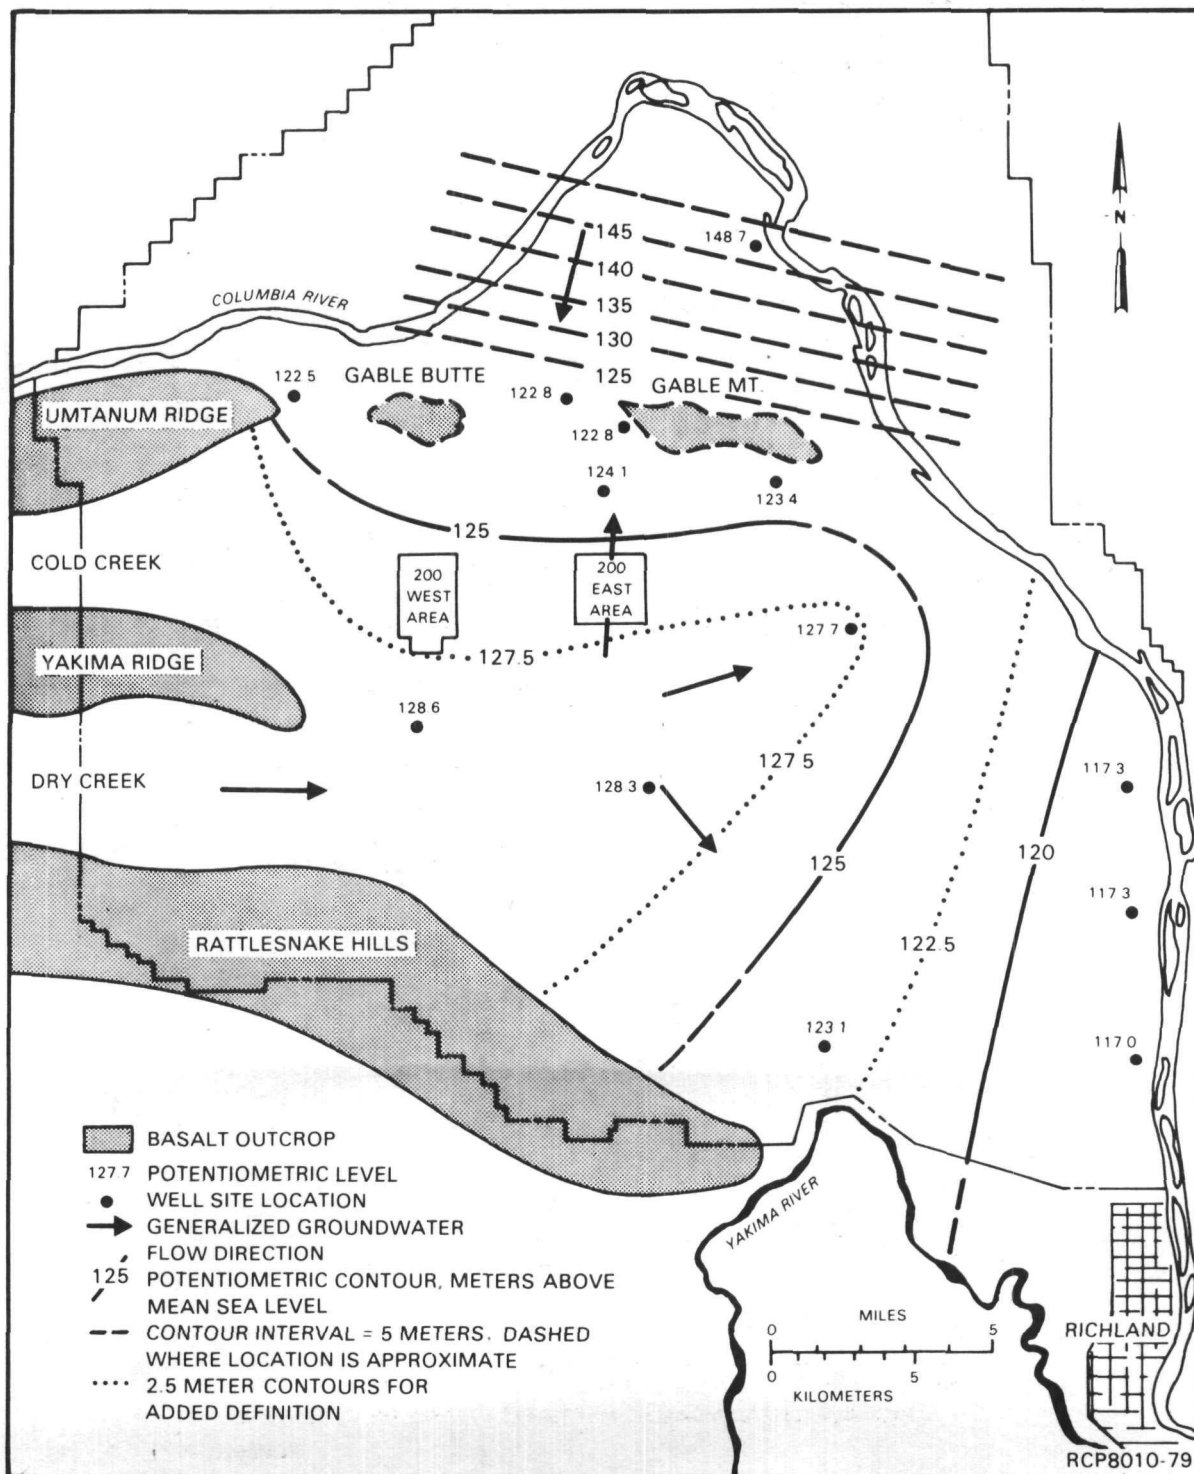 N
145
148 7
140
COLUMBIA RIVER
135
130
125
122 5
GABLE BUTTE
122 8
GABLE MT.
UMTANUM RIDGE
122 8
124 1
123 4
125
COLD CREEK
200
WEST
AREA
200
EAST
AREA
127 7
127.5
YAKIMA RIDGE
128 6
127 5
DRY CREEK
128 3
117 3
125
120
117 3
122.5
RATTLESNAKE HILLS
123 1
117 0
BASALT OUTCROP
127.7 POTENTIOMETRIC LEVEL
WELL SITE LOCATION
GENERALIZED GROUNDWATER
FLOW DIRECTION
125 POTENTIOMETRIC CONTOUR, METERS ABOVE
MEAN SEA LEVEL
CONTOUR INTERVAL = 5 METERS. DASHED
WHERE LOCATION IS APPROXIMATE
2.5 METER CONTOURS FOR
ADDED DEFINITION
YAKIMA RIVER
MILES
0 5
0 5
KILOMETERS
RICHLAND
RCP8010-79